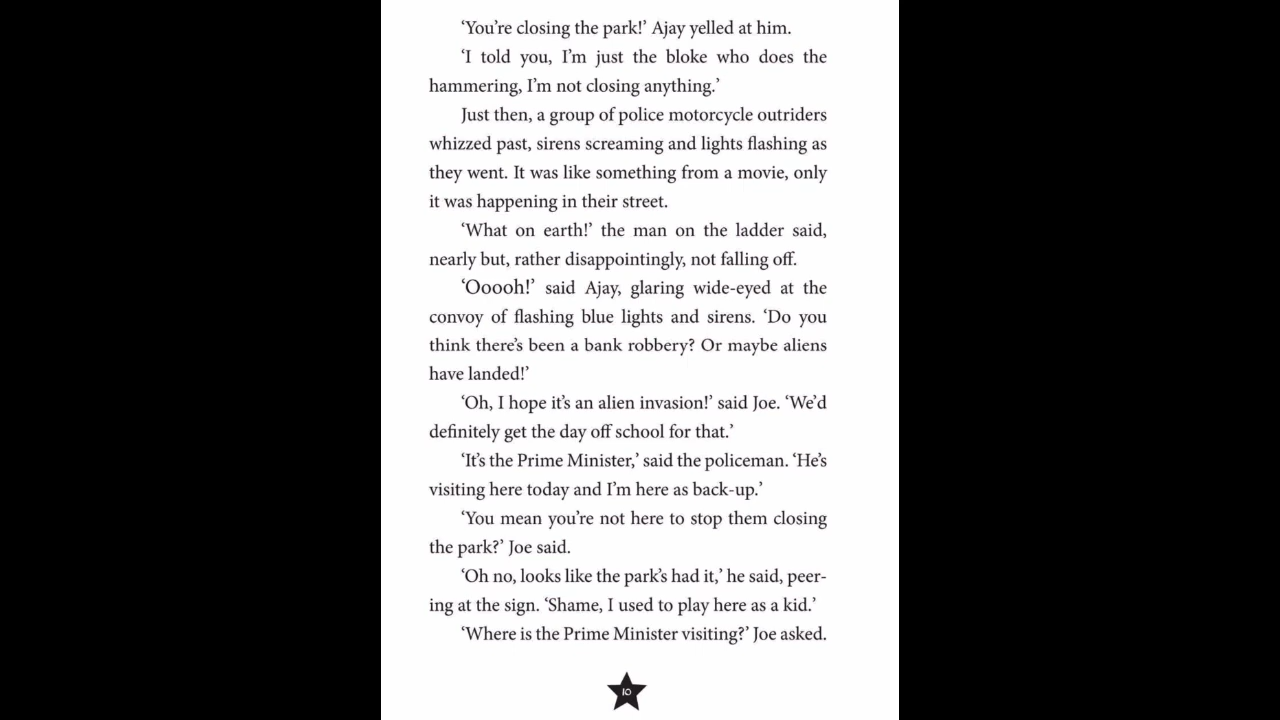 ‘You’re closing the park!’ Ajay yelled at him.
‘I told you, I’m just the bloke who does the
hammering, I’m not closing anything.’
Just then, a group of police motorcycle outriders
whizzed past, sirens screaming and lights flashing as
they went. It was like something from a movie, only
it was happening in their street.
‘What on earth!’ the man on the ladder said,
nearly but, rather disappointingly, not falling off.
‘Ooooh!’ said Ajay, glaring wide-eyed at the
convoy of flashing blue lights and sirens. ‘Do you
think there’s been a bank robbery? Or maybe aliens
have landed!’
‘Oh, I hope it’s an alien invasion!’ said Joe. ‘We’d
definitely get the day off school for that.’
‘It’s the Prime Minister,’ said the policeman. ‘He’s
visiting here today and I’m here as back-up.’
‘You mean you’re not here to stop them closing
the park?’ Joe said.
‘Oh no, looks like the park’s had it,’ he said, peer-
ing at the sign. ‘Shame, I used to play here as a kid.’
‘Where is the Prime Minister visiting?’ Joe asked.
10